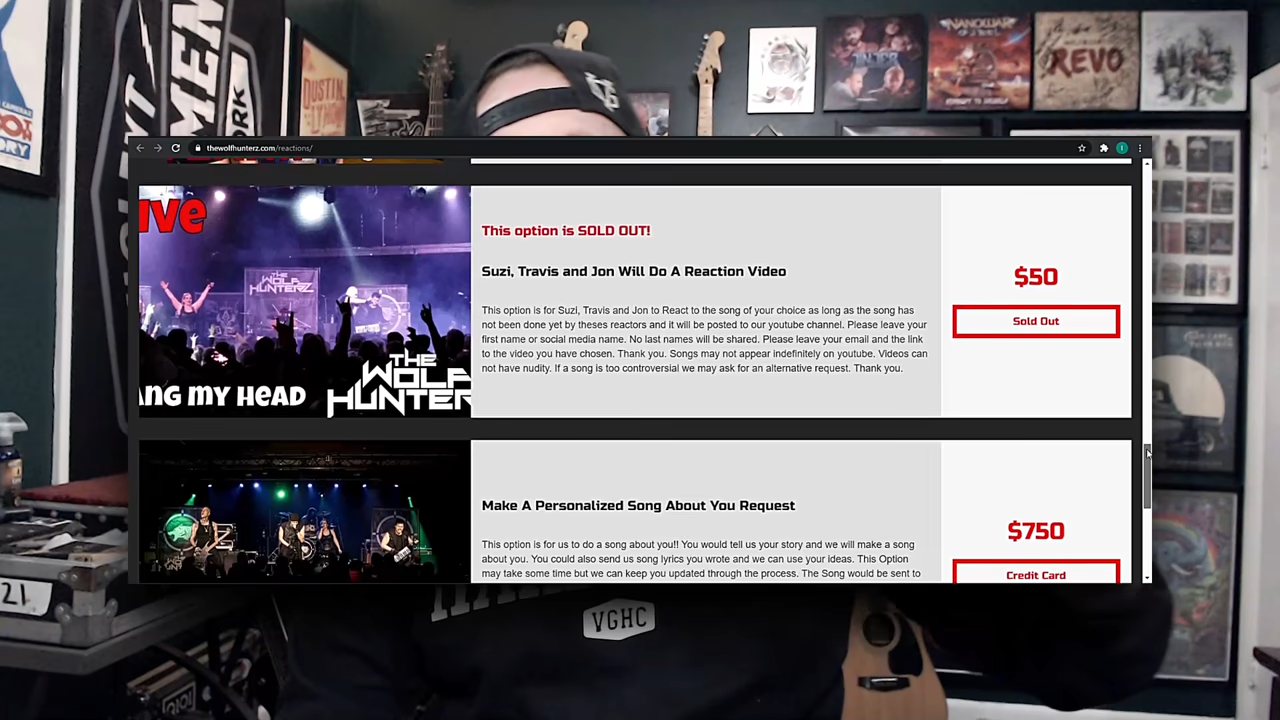 DUSTIN
LYNCH
NANOWAR
REVO
thewolfhunterz.com/reactions/
ive
THE
WOLF
HUNTERZ
ANG MY HEAD
THE
WOLF
HUNTERZ
This option is SOLD OUT!
Suzi, Travis and Jon Will Do A Reaction Video
This option is for Suzi, Travis and Jon to React to the song of your choice as long as the song has
not been done yet by theses reactors and it will be posted to our youtube channel. Please leave your
first name or social media name. No last names will be shared. Please leave your email and the link
to the video you have chosen. Thank you. Songs may not appear indefinitely on youtube. Videos can
not have nudity. If a song is too controversial we may ask for an alternative request. Thank you.
$50
Sold Out
Make A Personalized Song About You Request
This option is for us to do a song about you!! You would tell us your story and we will make a song
about you. You could also send us song lyrics you wrote and we can use your ideas. This Option
may take some time but we can keep you updated through the process. The Song would be sent to
$750
Credit Card
21
VGHC